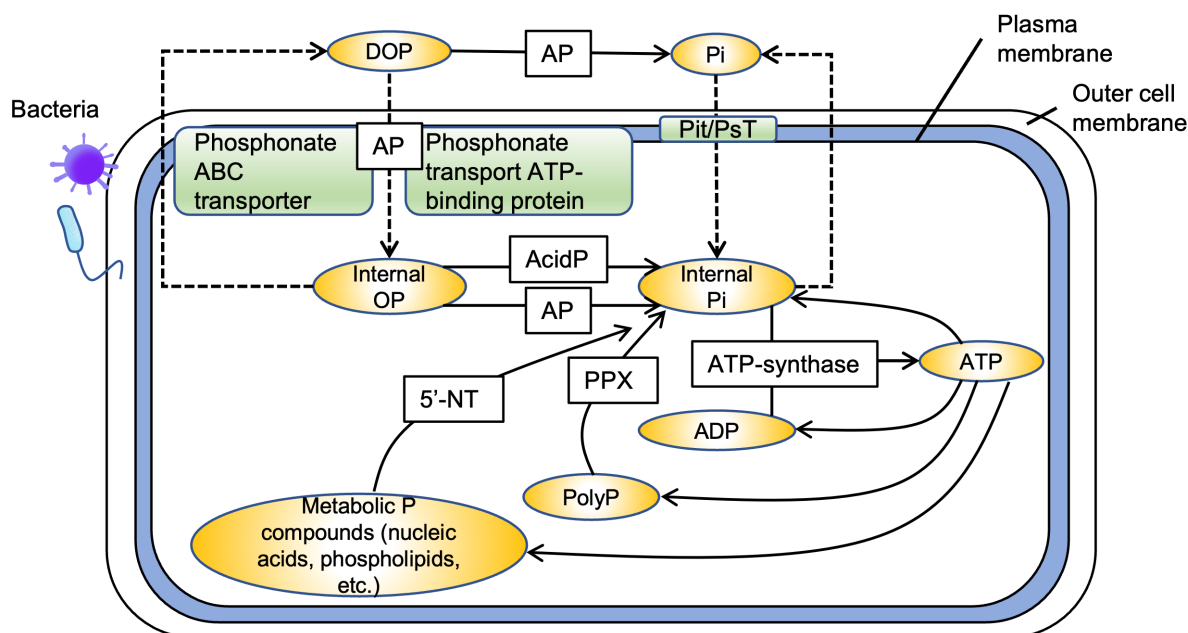 DOP
AP
Pi
Plasma
membrane
Outer cell
membrane
Bacteria
Phosphonate
ABC
transporter
AP
Phosphonate
transport ATP-
binding protein
Pit/PsT
Internal
OP
AcidP
AP
Internal
Pi
ATP-synthase
ATP
5’-NT
PPX
ADP
PolyP
Metabolic P
compounds (nucleic
acids, phospholipids,
etc.)